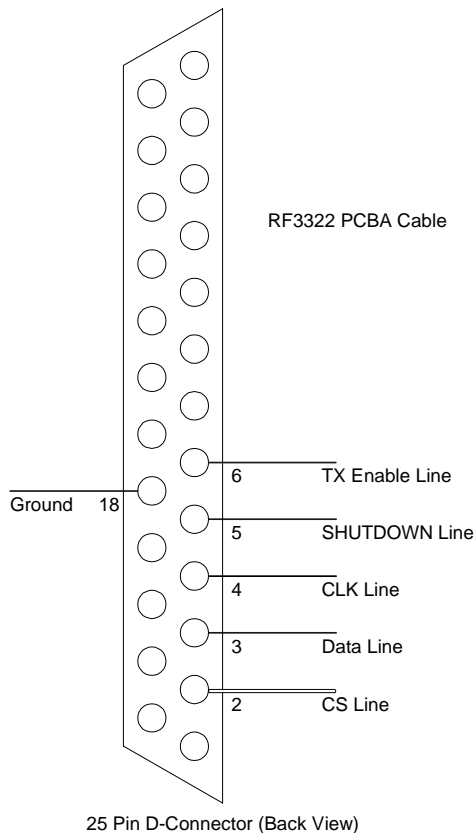 RF3322 PCBA Cable
6 TX Enable Line
Ground 18
5 SHUTDOWN Line
4 CLK Line
3 Data Line
2 CS Line
25 Pin D-Connector (Back View)